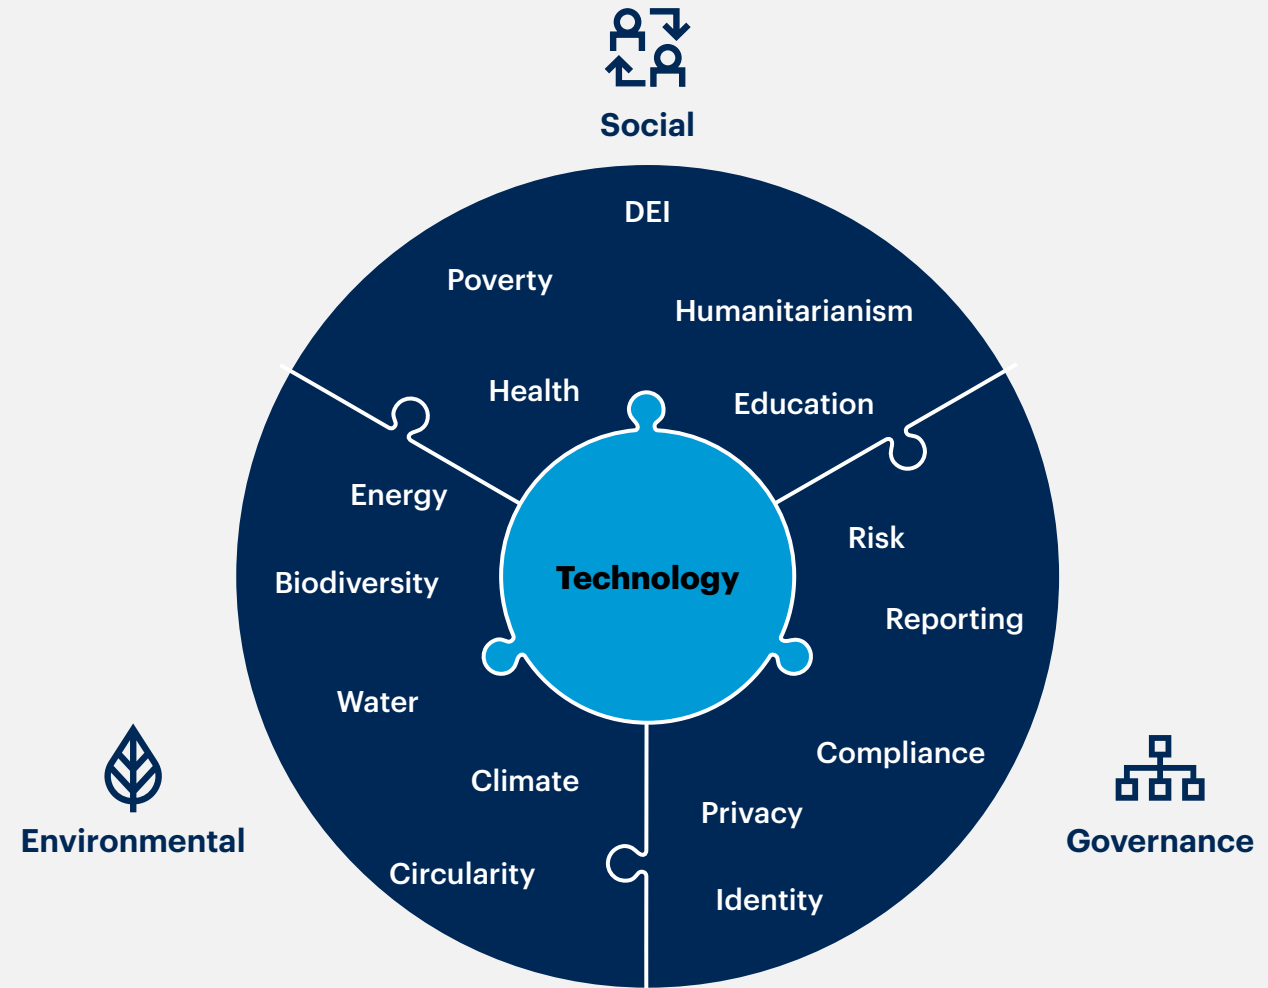 Social
DEI
Poverty
Humanitarianism
Health
Education
Energy
Risk
Biodiversity
Technology
Reporting
Water
Compliance
Climate
Privacy
Environmental
Governance
Circularity
Identity